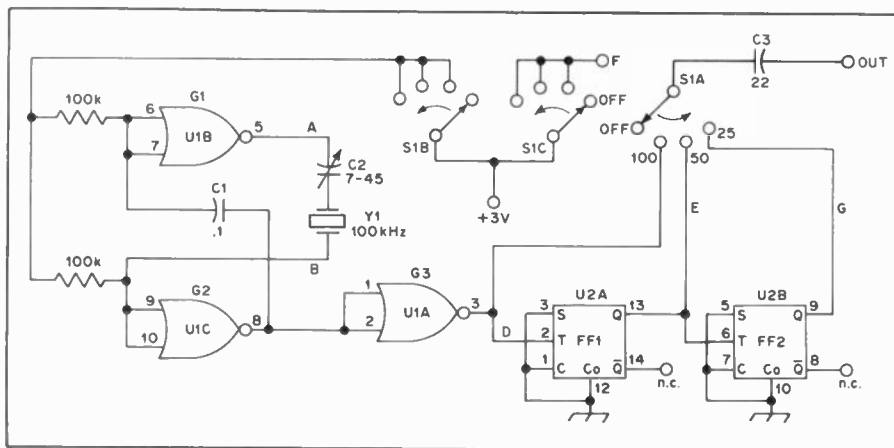 100k
G1
6
7
U1B
5
A
C2
7-45
Y1
100kHz
B
C1
.1
100k
G2
9
10
U1C
8
S1B
+3V
S1C
OFF
F
G3
1
2
U1A
3
D
S1A
OFF
100
50
25
E
G
C3
22
OUT
U2A
3 S Q 13
2 T FF1
1 C Co Q̅ 14
12
n.c.
U2B
5 S Q 9
6 T FF2
7 C Co Q̅ 8
10
n.c.